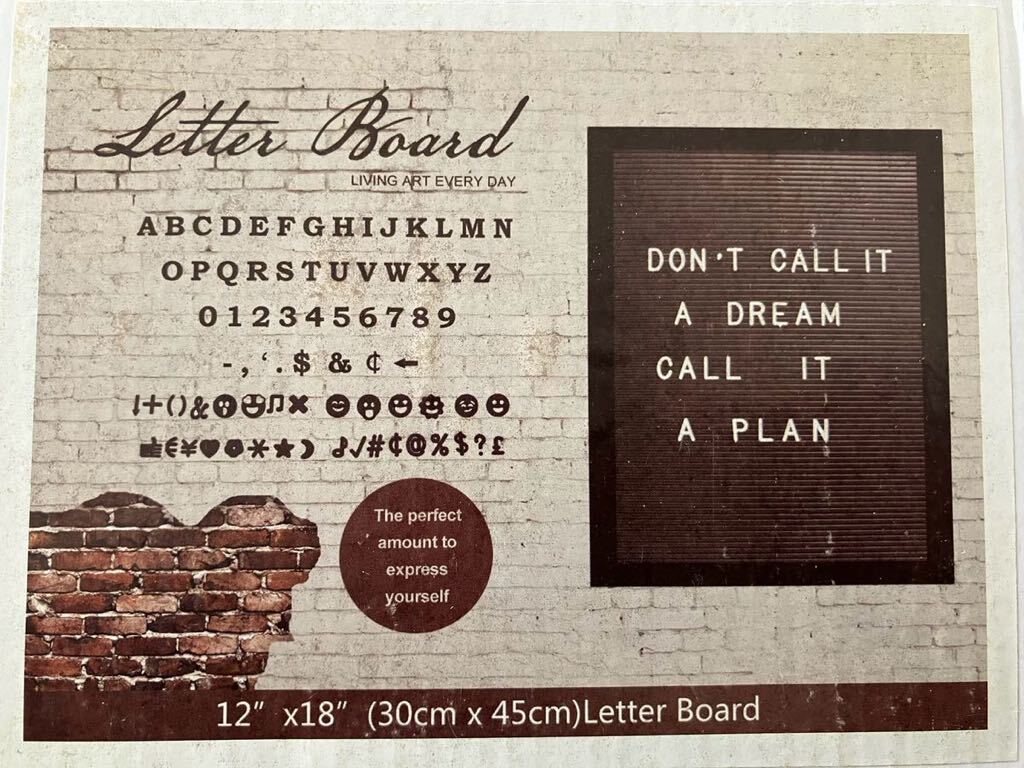 Letter Board
LIVING ART EVERY DAY
ABCDEFGHIJKLMN
OPQRSTUVWXYZ
0123456789
-,‘.$&¢←
The perfect
amount to
express
yourself
DON'T CALL IT
A DREAM
CALL IT
A PLAN
12” x18” (30cm x 45cm)Letter Board